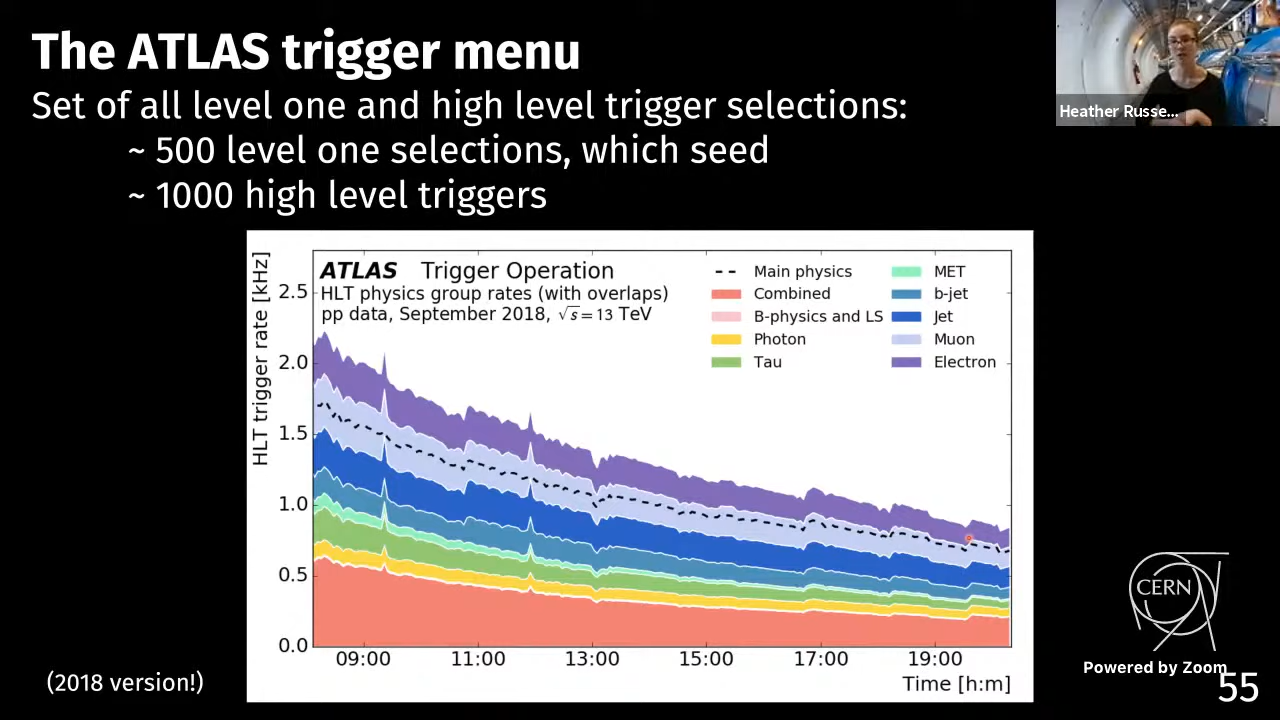 The ATLAS trigger menu
Set of all level one and high level trigger selections:
~ 500 level one selections, which seed
~ 1000 high level triggers
Heather Russe...
ATLAS Trigger Operation
HLT physics group rates (with overlaps)
pp data, September 2018, √s = 13 TeV
Main physics
Combined
B-physics and LS
Photon
Tau
MET
b-jet
Jet
Muon
Electron
HLT trigger rate [kHz]
2.5
2.0
1.5
1.0
0.5
0.0
09:00 11:00 13:00 15:00 17:00 19:00
Time [h:m]
(2018 version!)
CERN
Powered by Zoom
55